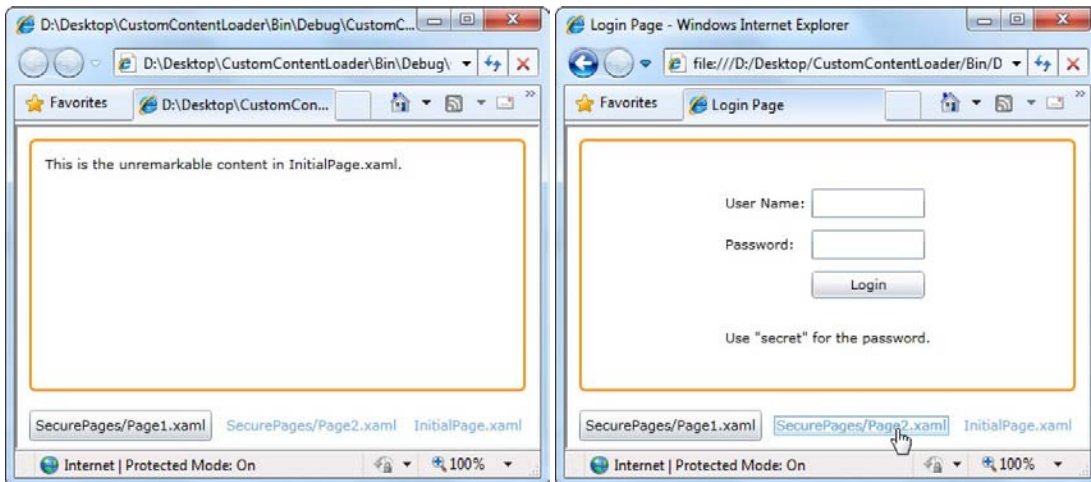 D:\Desktop\CustomContentLoader\Bin\Debug\CustomC...
D:\Desktop\CustomContentLoader\Bin\Debug\
Favorites
D:\Desktop\CustomCon...
This is the unremarkable content in InitialPage.xaml.
SecurePages/Page1.xaml SecurePages/Page2.xaml InitialPage.xaml
Internet | Protected Mode: On
100%
Login Page - Windows Internet Explorer
file:///D:/Desktop/CustomContentLoader/Bin/D
Favorites
Login Page
User Name:
Password:
Login
Use "secret" for the password.
SecurePages/Page1.xaml SecurePages/Page2.xaml InitialPage.xaml
Internet | Protected Mode: On
100%